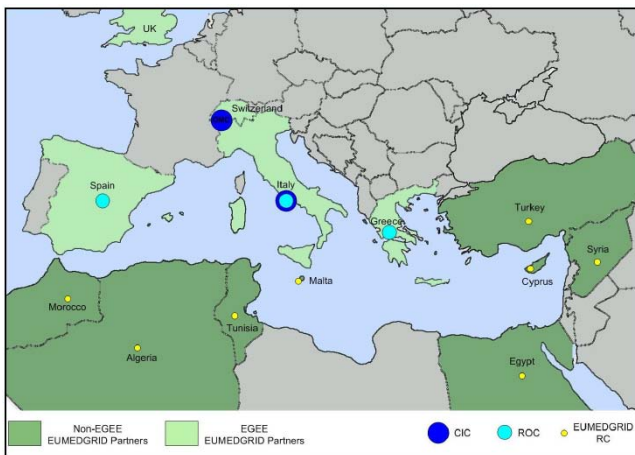 UK
Switzerland
Spain
Italy
Greece
Turkey
Syria
Cyprus
Malta
Morocco
Tunisia
Algeria
Egypt
Non-EGEE
EUMEDGRID Partners
EGEE
EUMEDGRID Partners
CIC
ROC
EUMEDGRID
RC